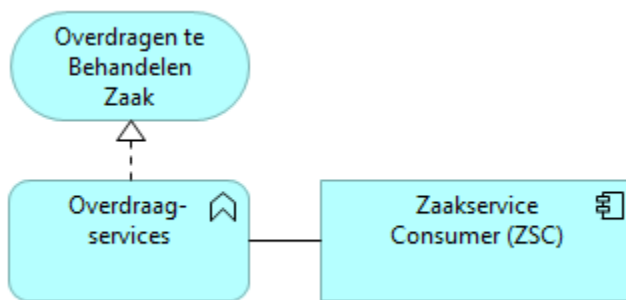 Overdragen te
Behandelen
Zaak
Overdraag-
services
Zaakservice
Consumer (ZSC)